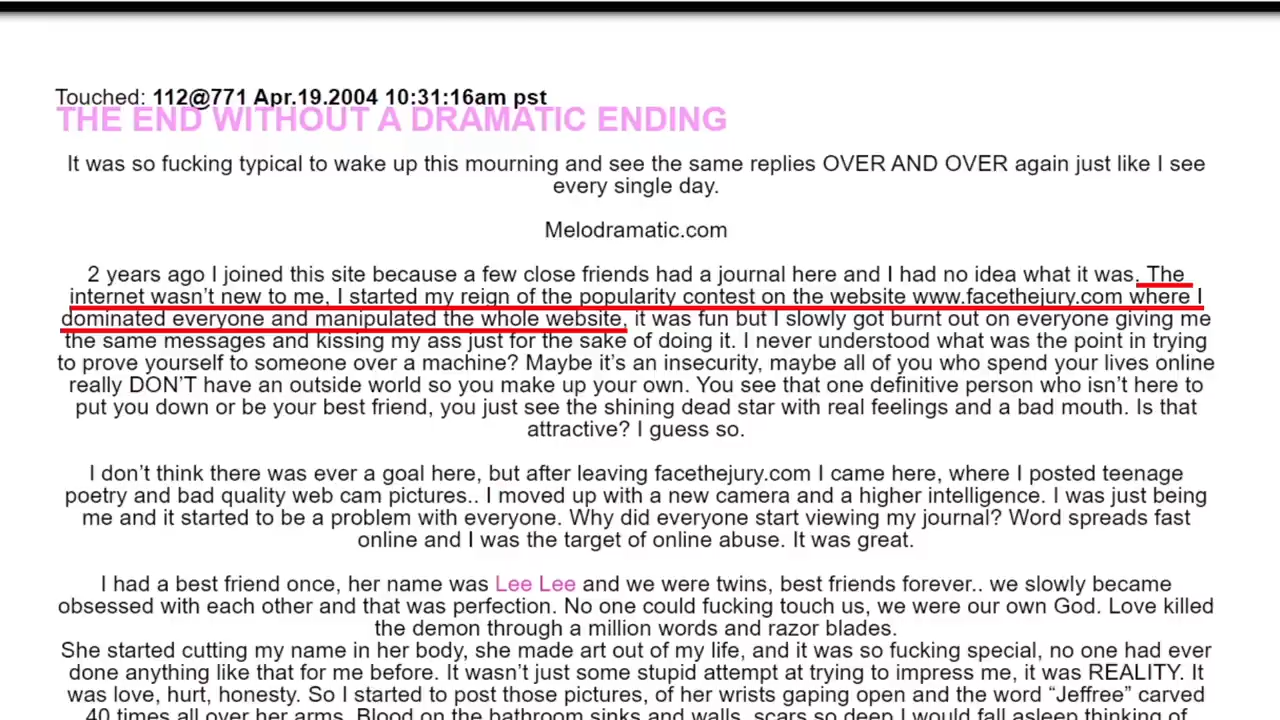 Touched: 112@771 Apr.19.2004 10:31:16am pst
THE END WITHOUT A DRAMATIC ENDING
It was so fucking typical to wake up this mourning and see the same replies OVER AND OVER again just like I see
every single day.
Melodramatic.com
2 years ago I joined this site because a few close friends had a journal here and I had no idea what it was. The
internet wasn't new to me, I started my reign of the popularity contest on the website www.facethejury.com where I
dominated everyone and manipulated the whole website, it was fun but I slowly got burnt out on everyone giving me
the same messages and kissing my ass just for the sake of doing it. I never understood what was the point in trying
to prove yourself to someone over a machine? Maybe it's an insecurity, maybe all of you who spend your lives online
really DON'T have an outside world so you make up your own. You see that one definitive person who isn't here to
put you down or be your best friend, you just see the shining dead star with real feelings and a bad mouth. Is that
attractive? I guess so.
I don't think there was ever a goal here, but after leaving facethejury.com I came here, where I posted teenage
poetry and bad quality web cam pictures.. I moved up with a new camera and a higher intelligence. I was just being
me and it started to be a problem with everyone. Why did everyone start viewing my journal? Word spreads fast
online and I was the target of online abuse. It was great.
I had a best friend once, her name was Lee Lee and we were twins, best friends forever.. we slowly became
obsessed with each other and that was perfection. No one could fucking touch us, we were our own God. Love killed
the demon through a million words and razor blades.
She started cutting my name in her body, she made art out of my life, and it was so fucking special, no one had ever
done anything like that for me before. It wasn't just some stupid attempt at trying to impress me, it was REALITY. It
was love, hurt, honesty. So I started to post those pictures, of her wrists gaping open and the word "Jeffree" carved
40 times all over her arms. Blood on the bathroom sinks and walls, scars so deep I would fall asleep thinking of